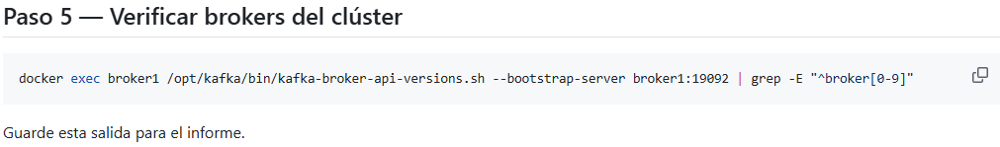 Paso 5 — Verificar brokers del clúster
docker exec broker1 /opt/kafka/bin/kafka-broker-api-versions.sh --bootstrap-server broker1:19092 | grep -E "^broker[0-9]"
Guarde esta salida para el informe.